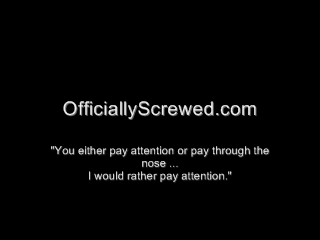 OfficiallyScrewed.com
"You either pay attention or pay through the
nose ...
I would rather pay attention."